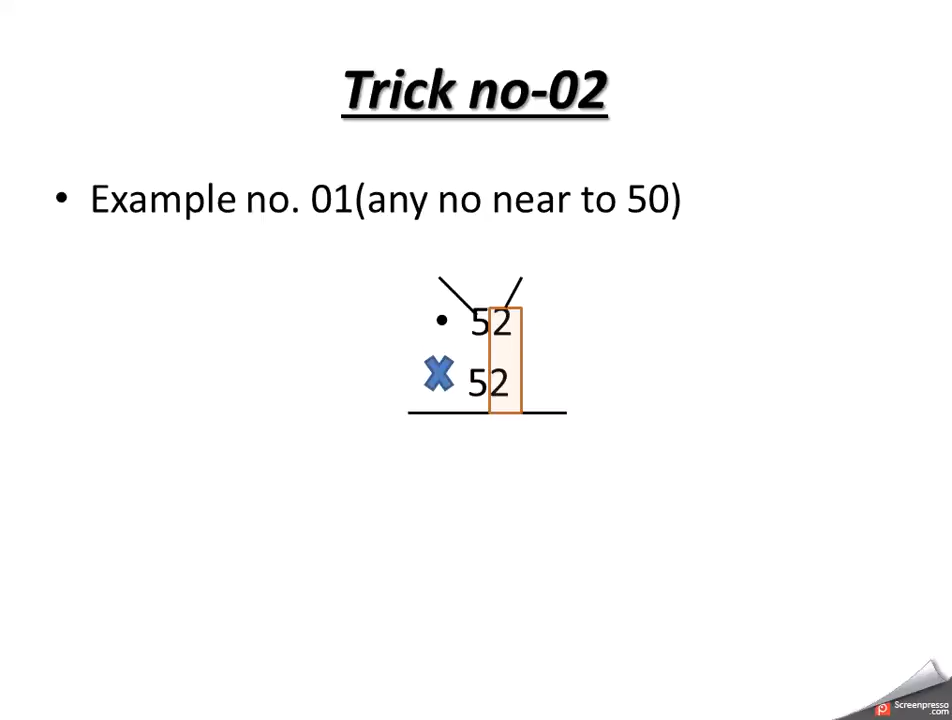 Trick no-02
• Example no. 01(any no near to 50)
• 52
52
Screenpresso
.com